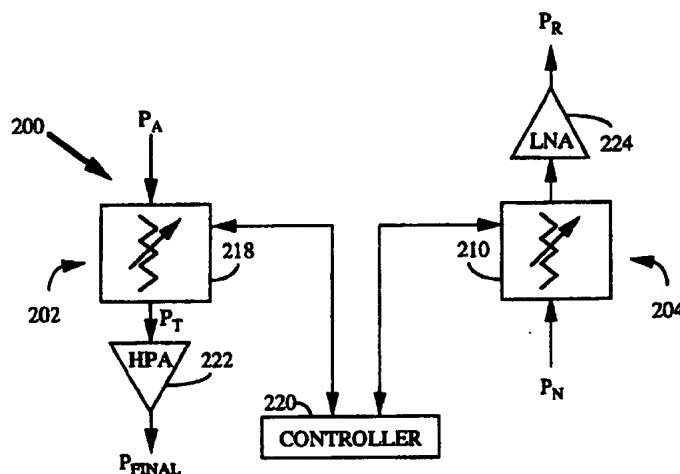 P_R
200
P_A
LNA
224
218
210
202
204
P_T
HPA
222
P_N
220
CONTROLLER
P_FINAL